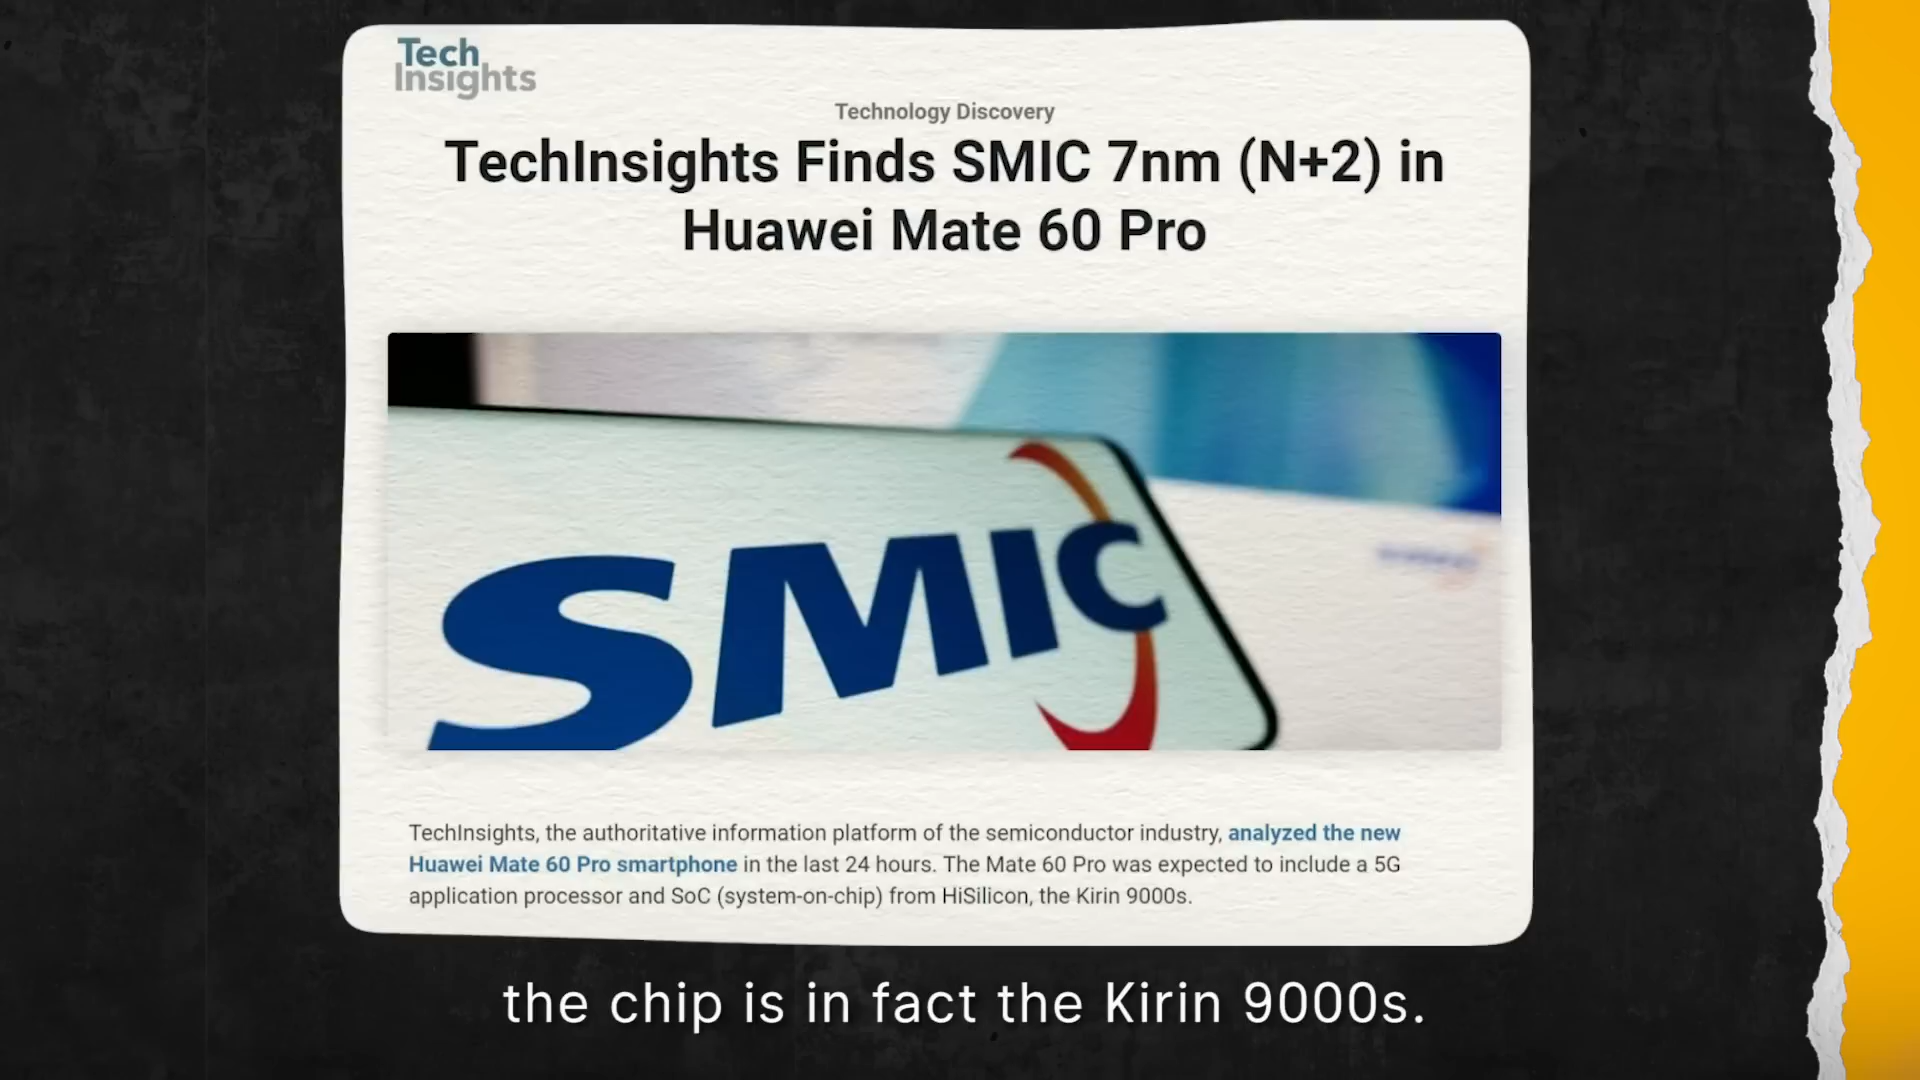 Tech
Insights
Technology Discovery
TechInsights Finds SMIC 7nm (N+2) in
Huawei Mate 60 Pro
SMIC
TechInsights, the authoritative information platform of the semiconductor industry, analyzed the new
Huawei Mate 60 Pro smartphone in the last 24 hours. The Mate 60 Pro was expected to include a 5G
application processor and SoC (system-on-chip) from HiSilicon, the Kirin 9000s.
the chip is in fact the Kirin 9000s.